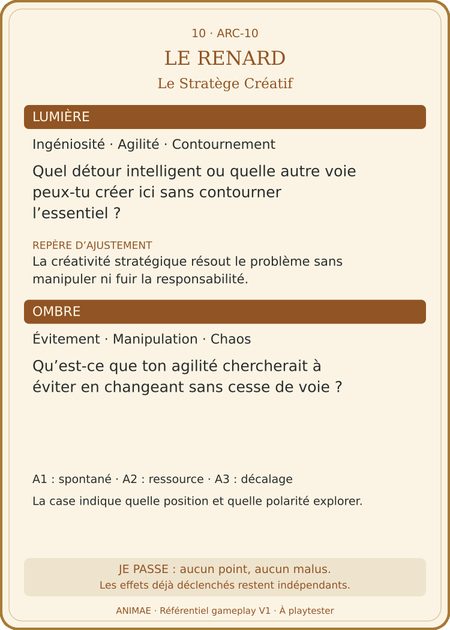 10 · ARC-10
LE RENARD
Le Stratège Créatif
LUMIÈRE
Ingéniosité · Agilité · Contournement
Quel détour intelligent ou quelle autre voie
peux-tu créer ici sans contourner
l’essentiel ?
REPÈRE D’AJUSTEMENT
La créativité stratégique résout le problème sans
manipuler ni fuir la responsabilité.
OMBRE
Évitement · Manipulation · Chaos
Qu’est-ce que ton agilité chercherait à
éviter en changeant sans cesse de voie ?
A1 : spontané · A2 : ressource · A3 : décalage
La case indique quelle position et quelle polarité explorer.
JE PASSE : aucun point, aucun malus.
Les effets déjà déclenchés restent indépendants.
ANIMAE · Référentiel gameplay V1 · À playtester